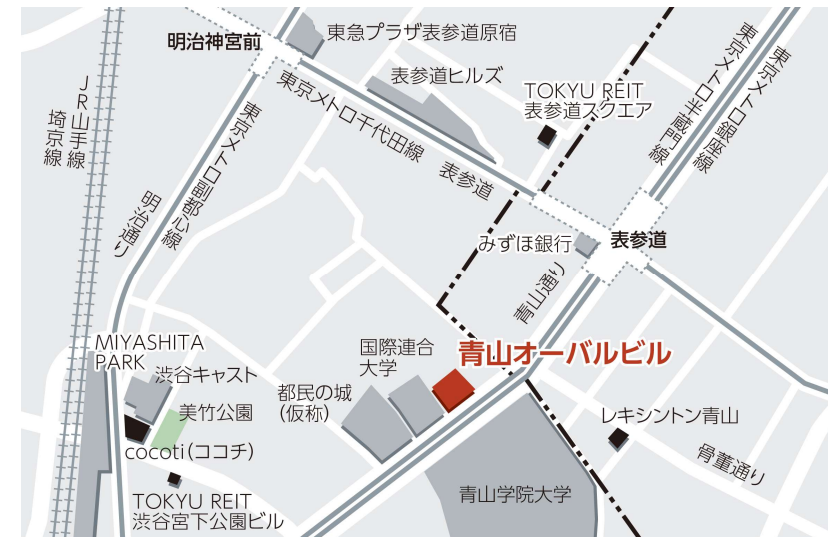 東急プラザ表参道原宿
明治神宮前
表参道ヒルズ
TOKYU REIT
表参道スクエア
東京メトロ半蔵門線
東京メトロ銀座線
JR山手線
埼京線
東京メトロ千代田線
表参道
東京メトロ副都心線
明治通り
みずほ銀行
表参道
青山通り
MIYASHITA
PARK
国際連合
大学
青山オーバルビル
渋谷キャスト
都民の城
(仮称)
美竹公園
レキシントン青山
cocoti(ココチ)
骨董通り
TOKYU REIT
渋谷宮下公園ビル
青山学院大学